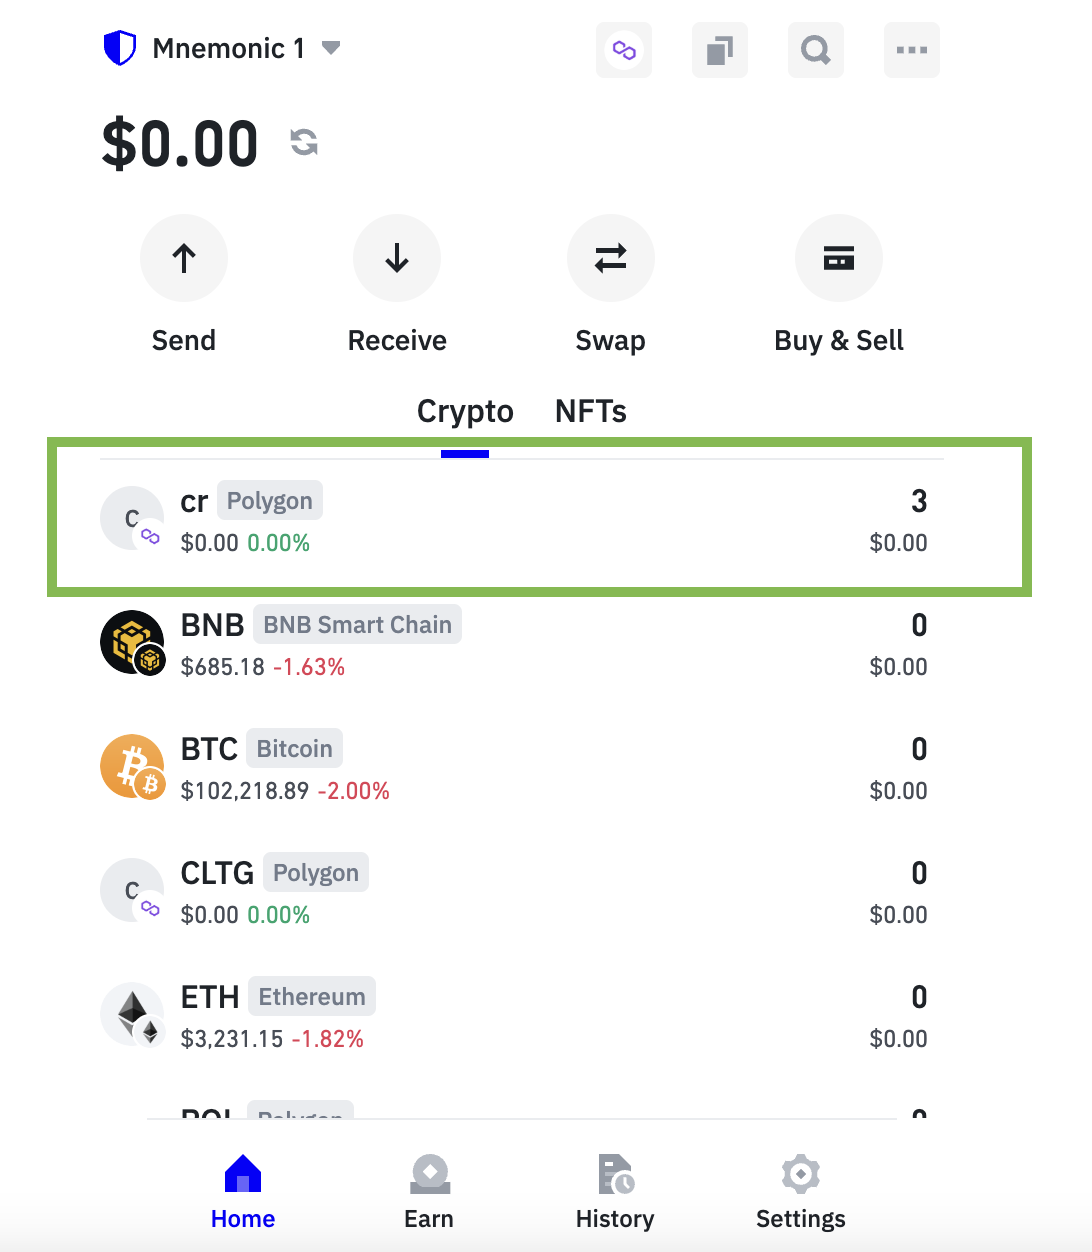 Mnemonic 1
$0.00
Send Receive Swap Buy & Sell
Crypto NFTs
C cr Polygon 3
$0.00 0.00% $0.00
BNB BNB Smart Chain 0
$685.18 -1.63% $0.00
BTC Bitcoin 0
$102,218.89 -2.00% $0.00
C CLTG Polygon 0
$0.00 0.00% $0.00
ETH Ethereum 0
$3,231.15 -1.82% $0.00
POL Polygon 0
Home Earn History Settings